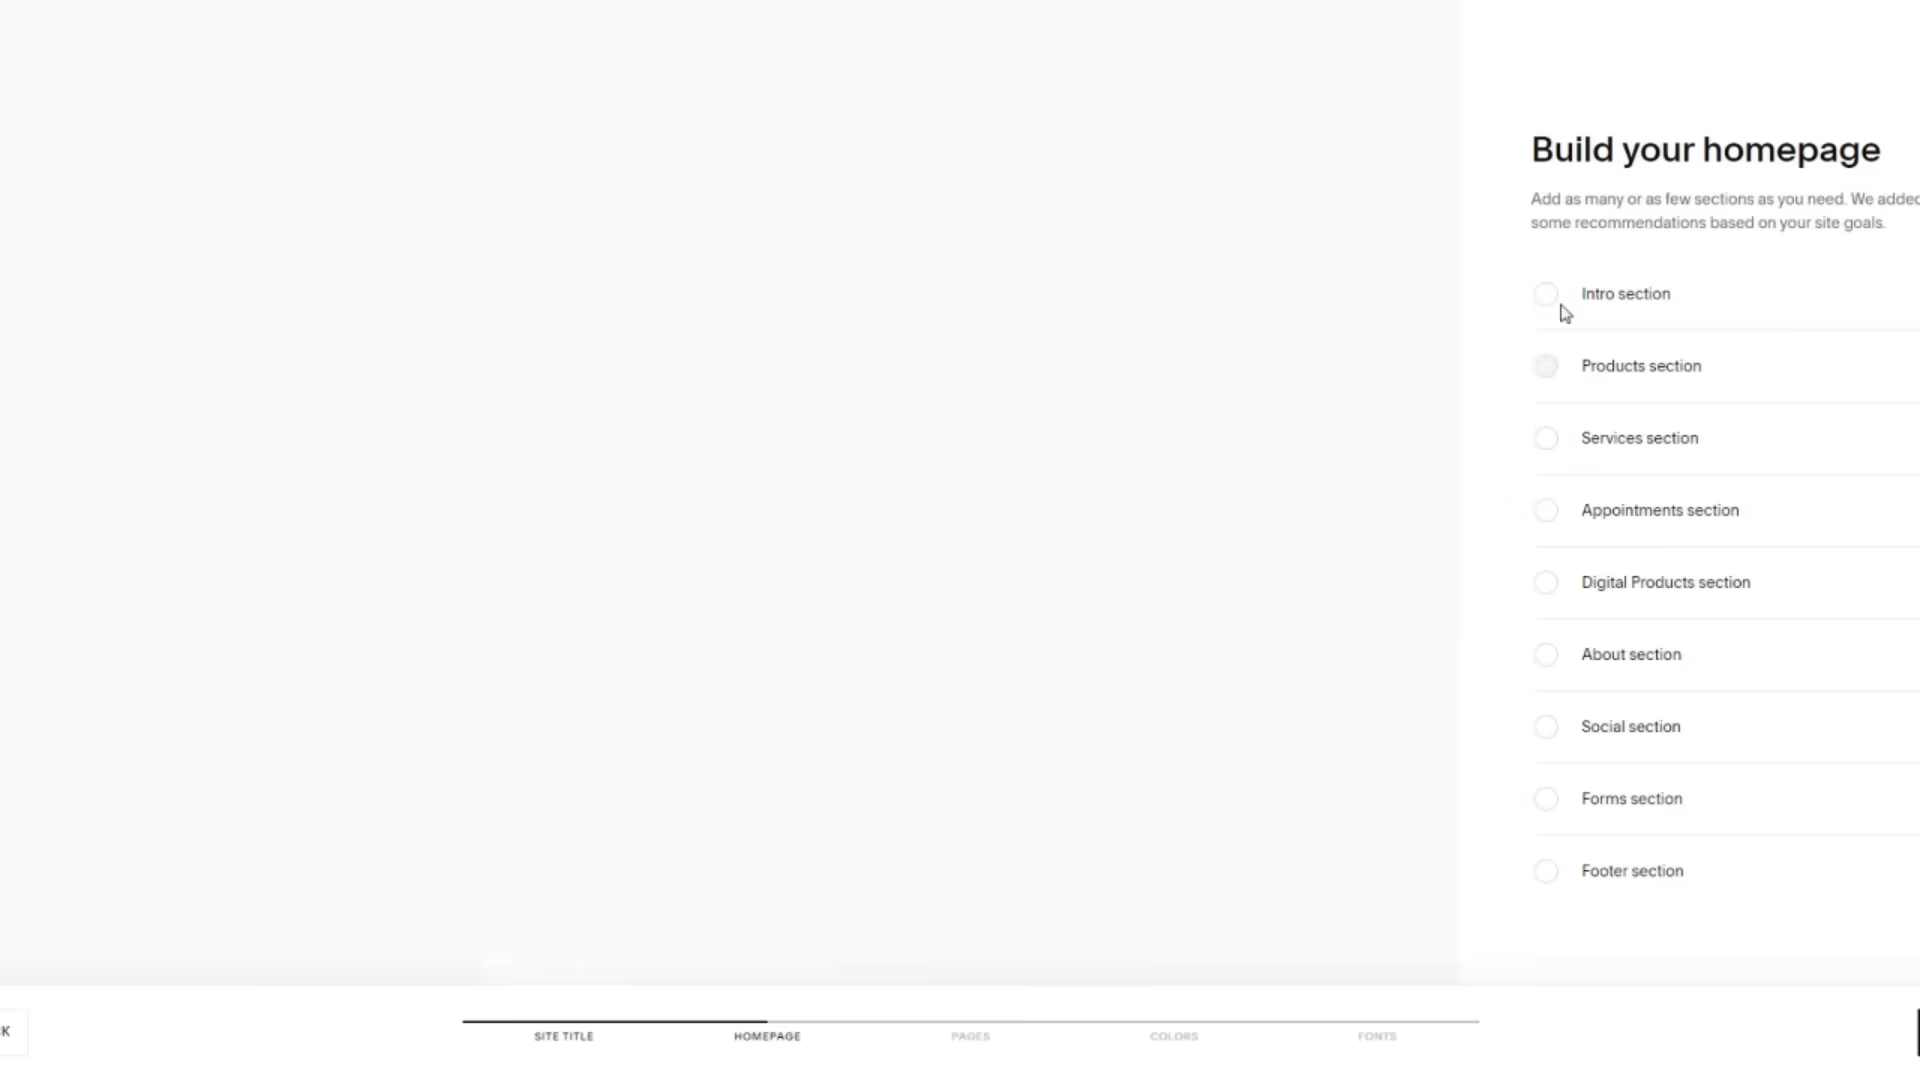 Build your homepage
Add as many or as few sections as you need. We added
some recommendations based on your site goals.
Intro section
Products section
Services section
Appointments section
Digital Products section
About section
Social section
Forms section
Footer section
K
SITE TITLE
HOMEPAGE
PAGES
COLORS
FONTS